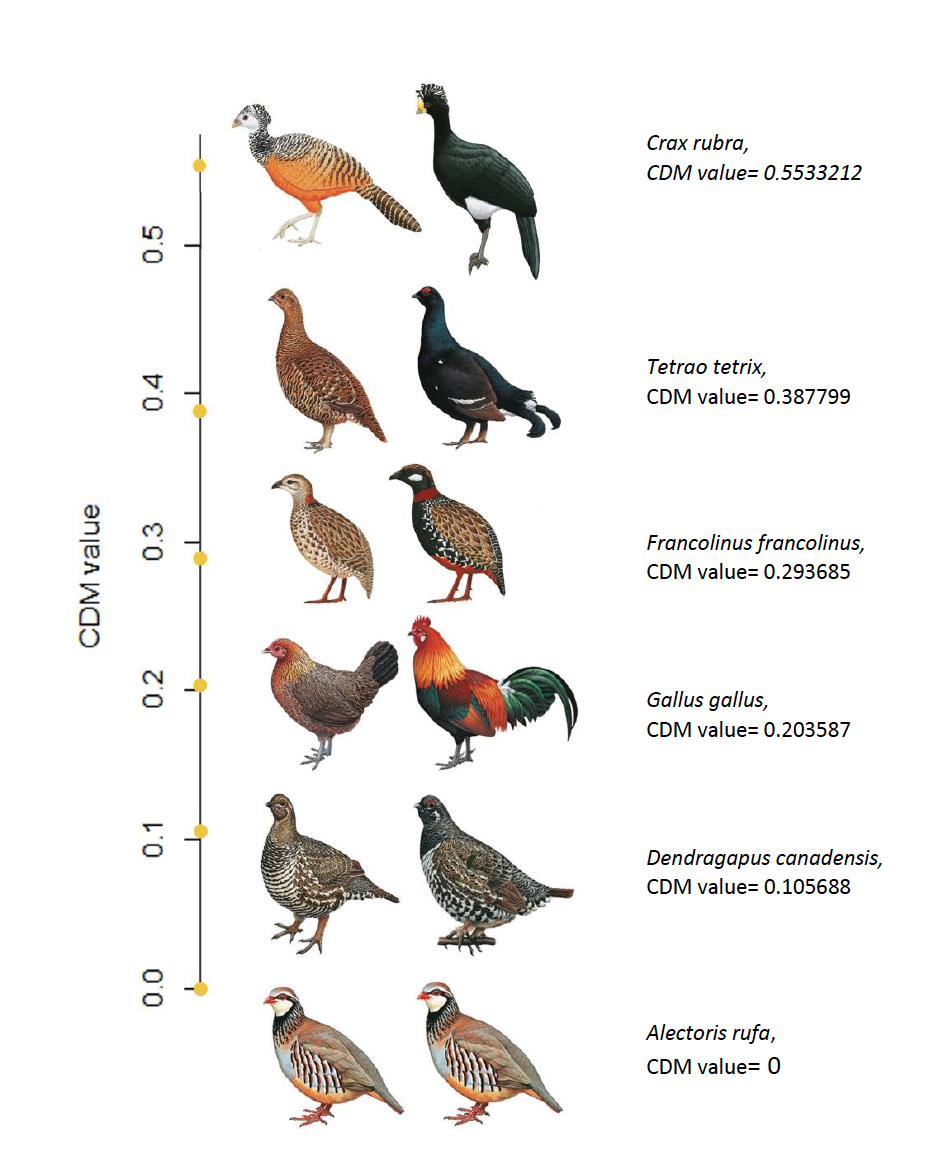 CDM value
0.5
0.4
0.3
0.2
0.1
0.0
Crax rubra,
CDM value= 0.5533212
Tetrao tetrix,
CDM value= 0.387799
Francolinus francolinus,
CDM value= 0.293685
Gallus gallus,
CDM value= 0.203587
Dendragapus canadensis,
CDM value= 0.105688
Alectoris rufa,
CDM value= 0